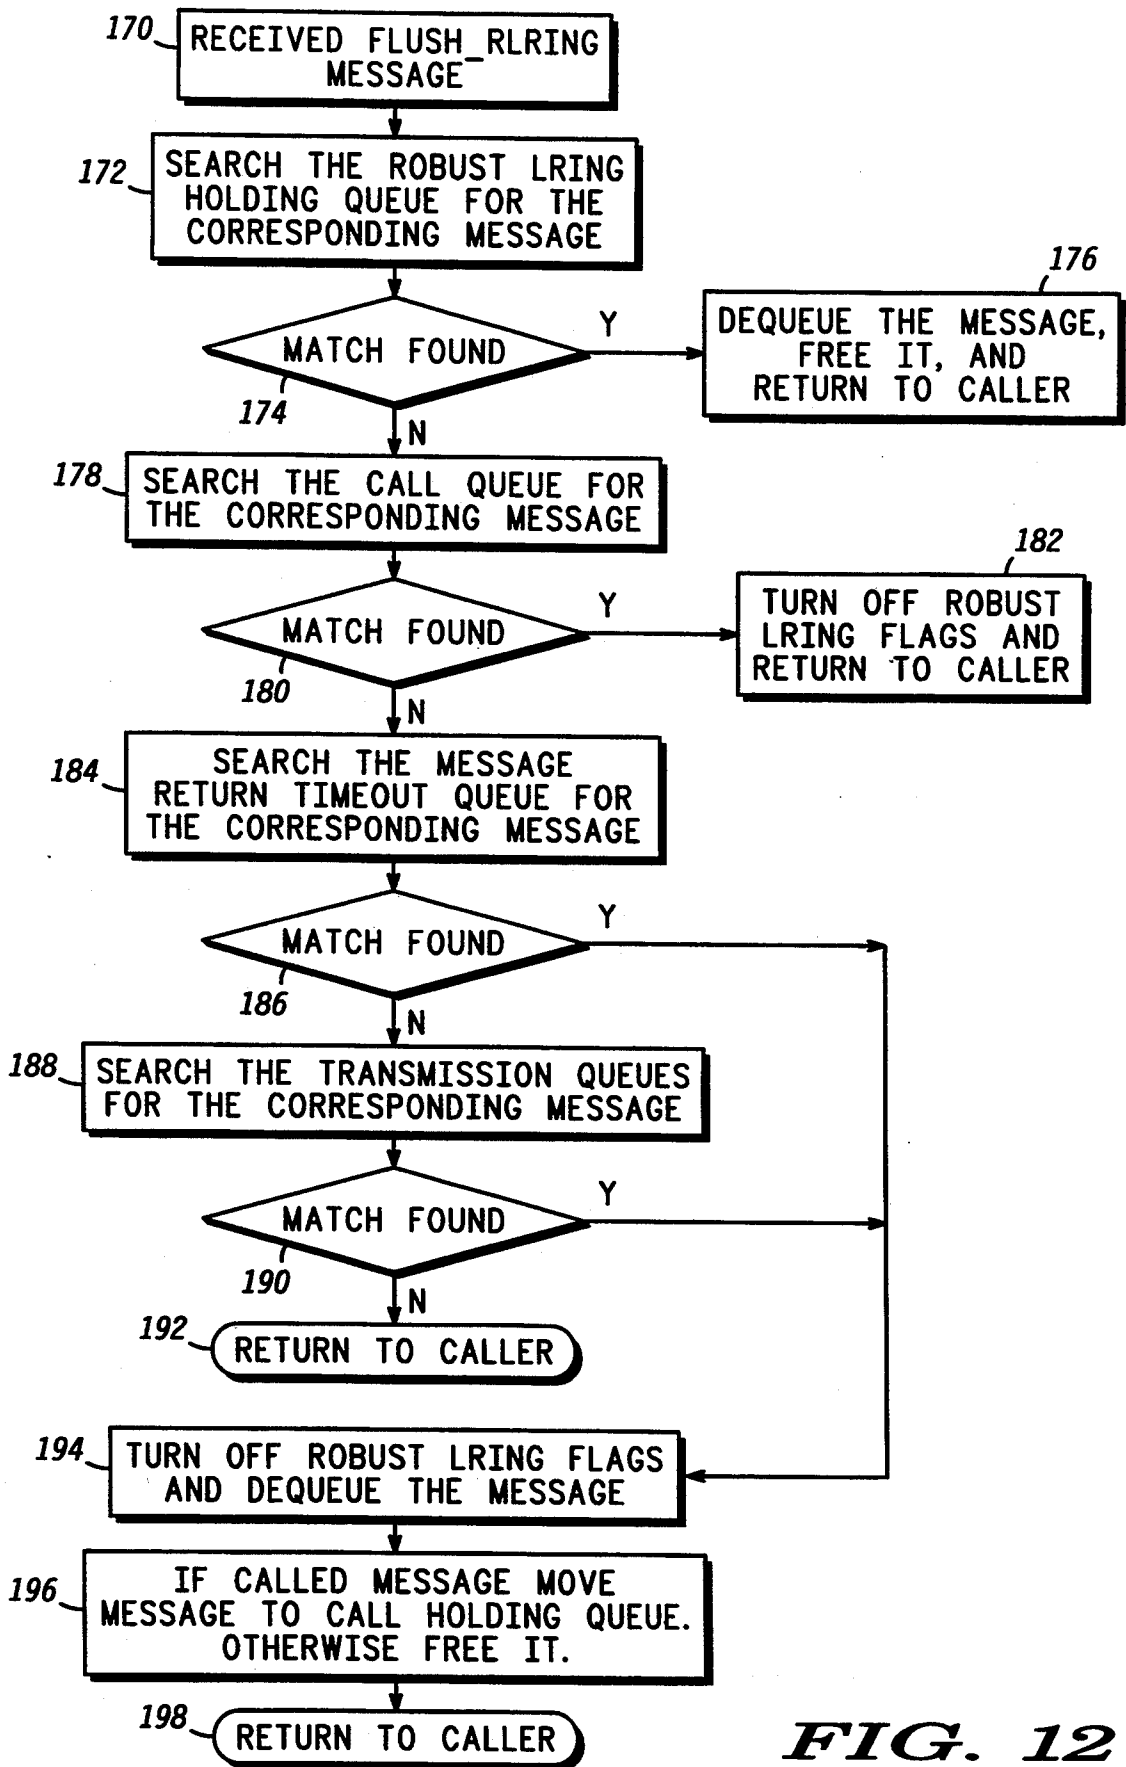 170
RECEIVED FLUSH_RLRING
MESSAGE
172
SEARCH THE ROBUST LRING
HOLDING QUEUE FOR THE
CORRESPONDING MESSAGE
174
MATCH FOUND
Y
N
176
DEQUEUE THE MESSAGE,
FREE IT, AND
RETURN TO CALLER
178
SEARCH THE CALL QUEUE FOR
THE CORRESPONDING MESSAGE
180
MATCH FOUND
Y
N
182
TURN OFF ROBUST
LRING FLAGS AND
RETURN TO CALLER
184
SEARCH THE MESSAGE
RETURN TIMEOUT QUEUE FOR
THE CORRESPONDING MESSAGE
186
MATCH FOUND
Y
N
188
SEARCH THE TRANSMISSION QUEUES
FOR THE CORRESPONDING MESSAGE
190
MATCH FOUND
Y
N
192
RETURN TO CALLER
194
TURN OFF ROBUST LRING FLAGS
AND DEQUEUE THE MESSAGE
196
IF CALLED MESSAGE MOVE
MESSAGE TO CALL HOLDING QUEUE.
OTHERWISE FREE IT.
198
RETURN TO CALLER
FIG. 12